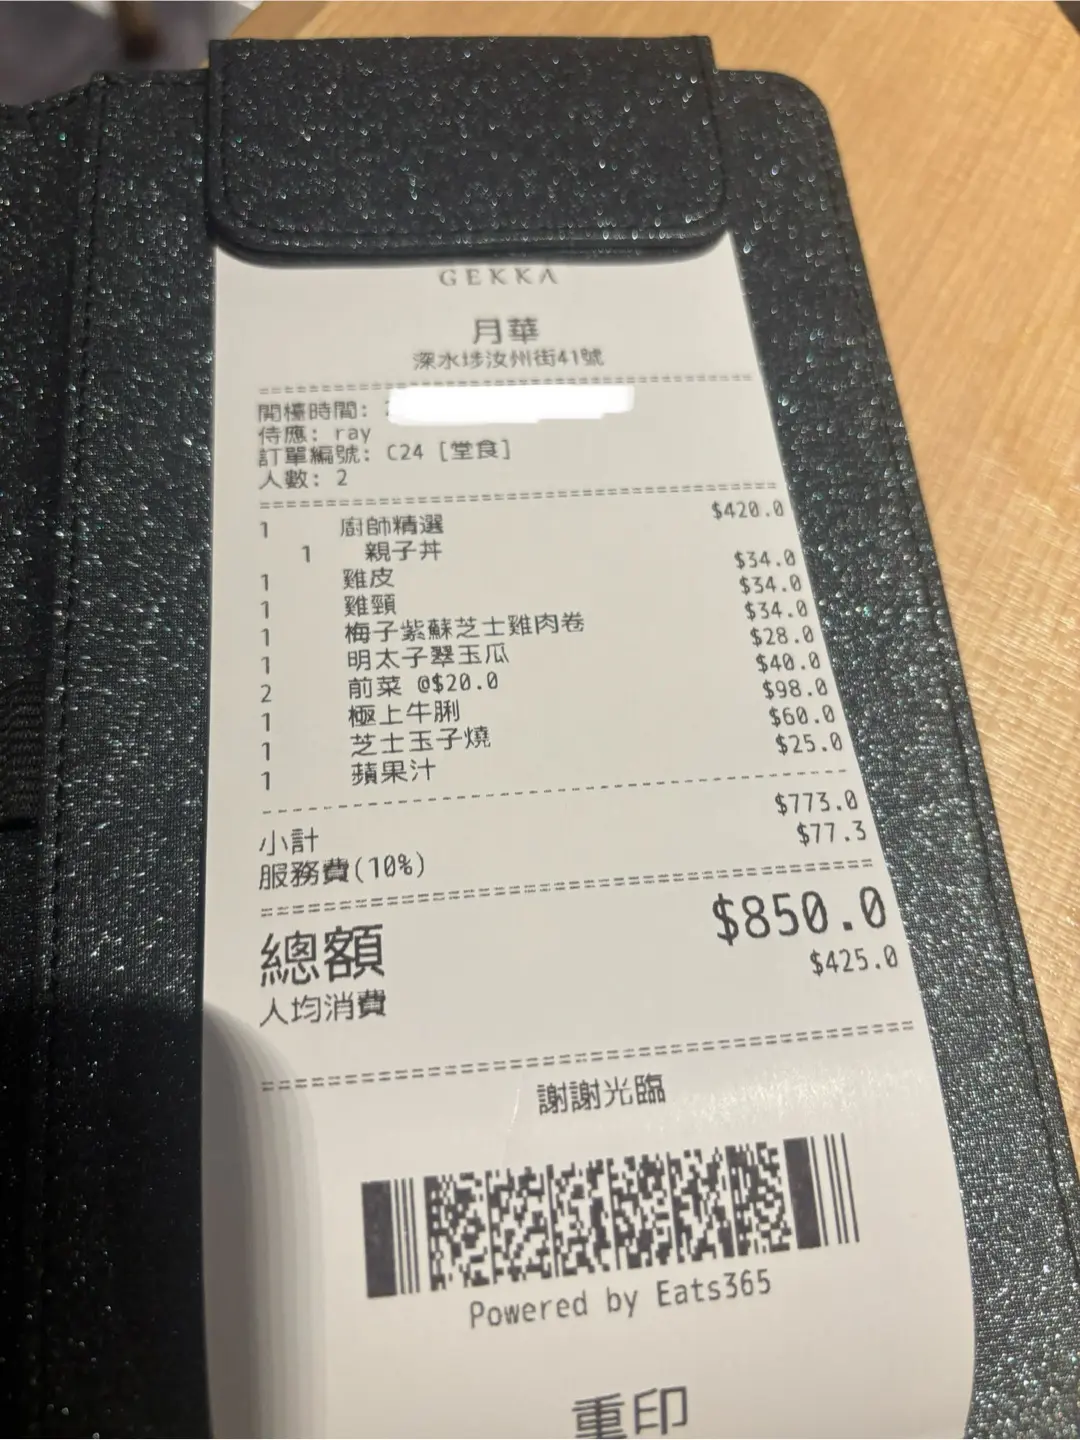 GEKKA
月華
深水埗汝州街41號
開檯時間:
侍應: ray
訂單編號: C24 [堂食]
人數: 2
1 廚師精選 $420.0
1 親子丼
1 雞皮 $34.0
1 雞頸 $34.0
1 梅子紫蘇芝士雞肉卷 $34.0
1 明太子翠玉瓜 $28.0
2 前菜 @$20.0 $40.0
1 極上牛脷 $98.0
1 芝士玉子燒 $60.0
1 蘋果汁 $25.0
小計 $773.0
服務費(10%) $77.3
總額 $850.0
人均消費 $425.0
謝謝光臨
Powered by Eats365
重印